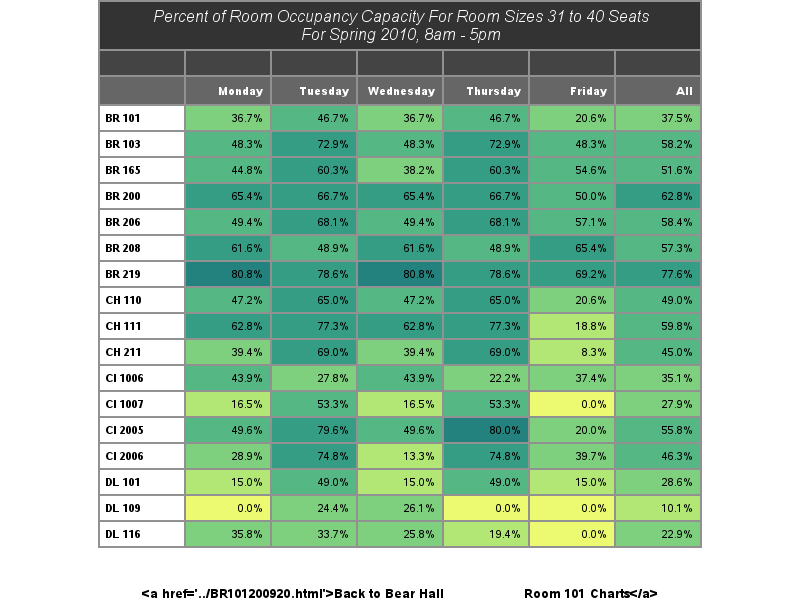 Percent of Room Occupancy Capacity For Room Sizes 31 to 40 Seats
For Spring 2010, 8am - 5pm
Monday Tuesday Wednesday Thursday Friday All
BR 101 36.7% 46.7% 36.7% 46.7% 20.6% 37.5%
BR 103 48.3% 72.9% 48.3% 72.9% 48.3% 58.2%
BR 165 44.8% 60.3% 38.2% 60.3% 54.6% 51.6%
BR 200 65.4% 66.7% 65.4% 66.7% 50.0% 62.8%
BR 206 49.4% 68.1% 49.4% 68.1% 57.1% 58.4%
BR 208 61.6% 48.9% 61.6% 48.9% 65.4% 57.3%
BR 219 80.8% 78.6% 80.8% 78.6% 69.2% 77.6%
CH 110 47.2% 65.0% 47.2% 65.0% 20.6% 49.0%
CH 111 62.8% 77.3% 62.8% 77.3% 18.8% 59.8%
CH 211 39.4% 69.0% 39.4% 69.0% 8.3% 45.0%
CI 1006 43.9% 27.8% 43.9% 22.2% 37.4% 35.1%
CI 1007 16.5% 53.3% 16.5% 53.3% 0.0% 27.9%
CI 2005 49.6% 79.6% 49.6% 80.0% 20.0% 55.8%
CI 2006 28.9% 74.8% 13.3% 74.8% 39.7% 46.3%
DL 101 15.0% 49.0% 15.0% 49.0% 15.0% 28.6%
DL 109 0.0% 24.4% 26.1% 0.0% 0.0% 10.1%
DL 116 35.8% 33.7% 25.8% 19.4% 0.0% 22.9%
<a href='../BR101200920.html'>Back to Bear Hall Room 101 Charts</a>